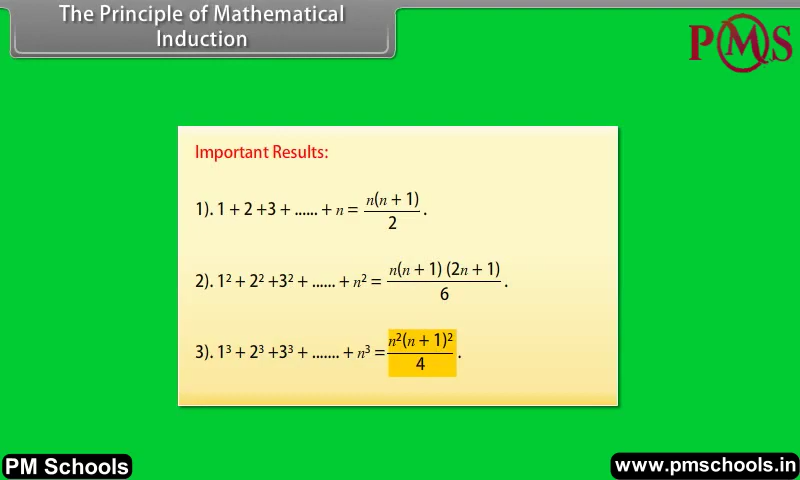 The Principle of Mathematical
Induction
PMS
Important Results:
1). 1 + 2 +3 + ...... + n = n(n + 1)/2 .
2). 1² + 2² +3² + ...... + n² = n(n + 1) (2n + 1)/6 .
3). 1³ + 2³ +3³ + ....... + n³ = n²(n + 1)²/4 .
PM Schools
www.pmschools.in